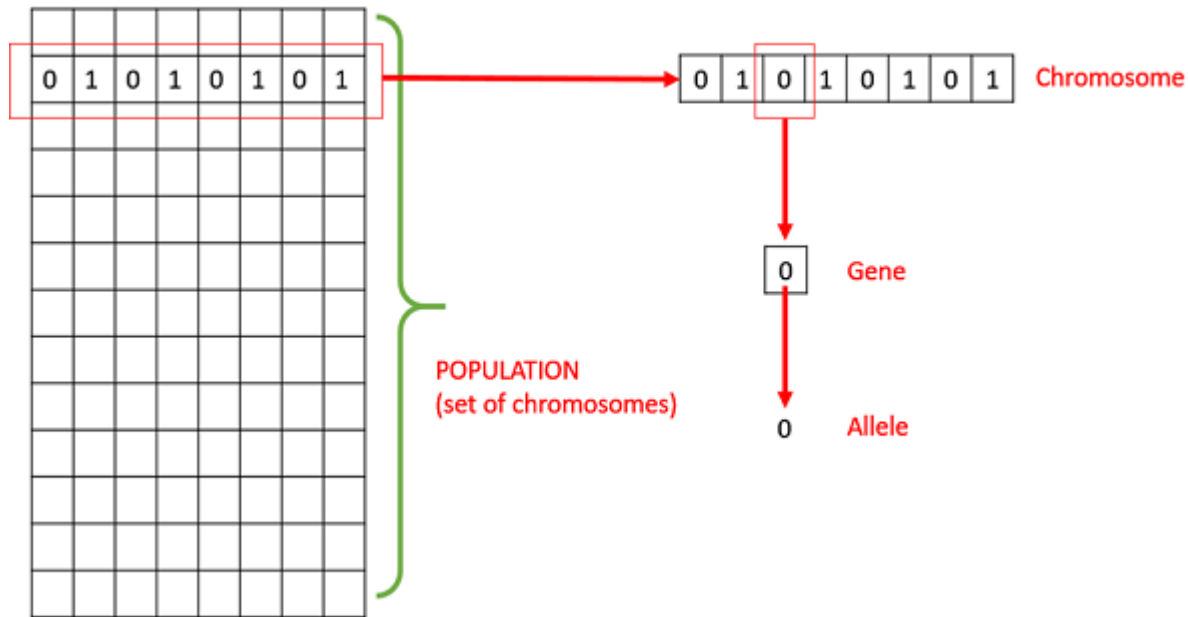 0 1 0 1 0 1 0 1
0 1 0 1 0 1 0 1 Chromosome
0 Gene
POPULATION
(set of chromosomes)
0 Allele